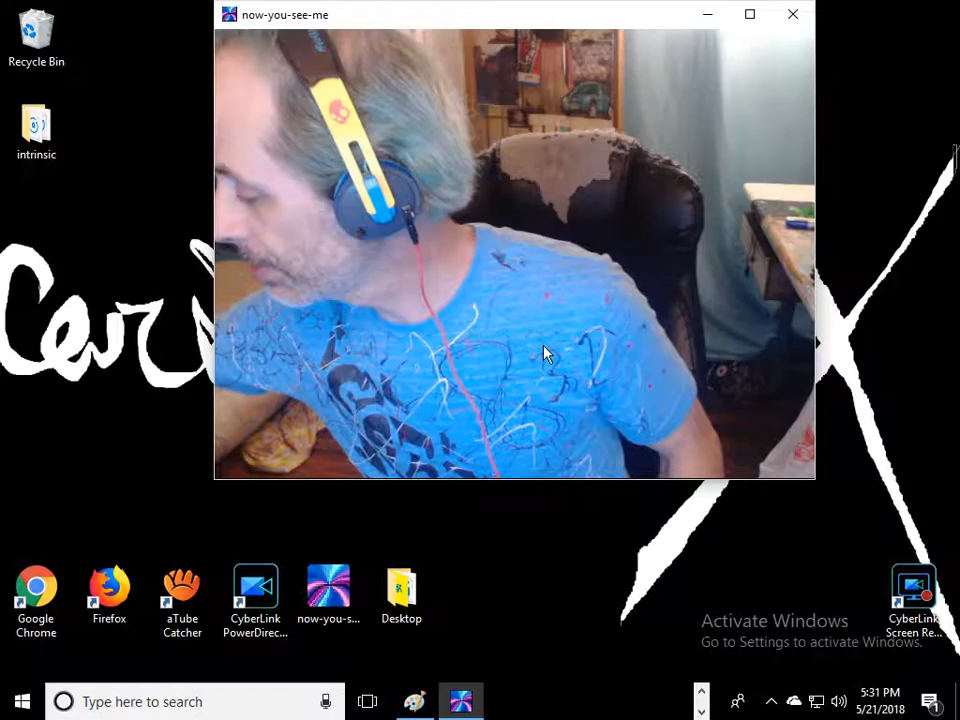 now-you-see-me
Recycle Bin
intrinsic
Google Chrome
Firefox
aTube Catcher
CyberLink PowerDirec...
now-you-s...
Desktop
CyberLink Screen Re...
Activate Windows
Go to Settings to activate Windows.
Type here to search
5:31 PM
5/21/2018
1